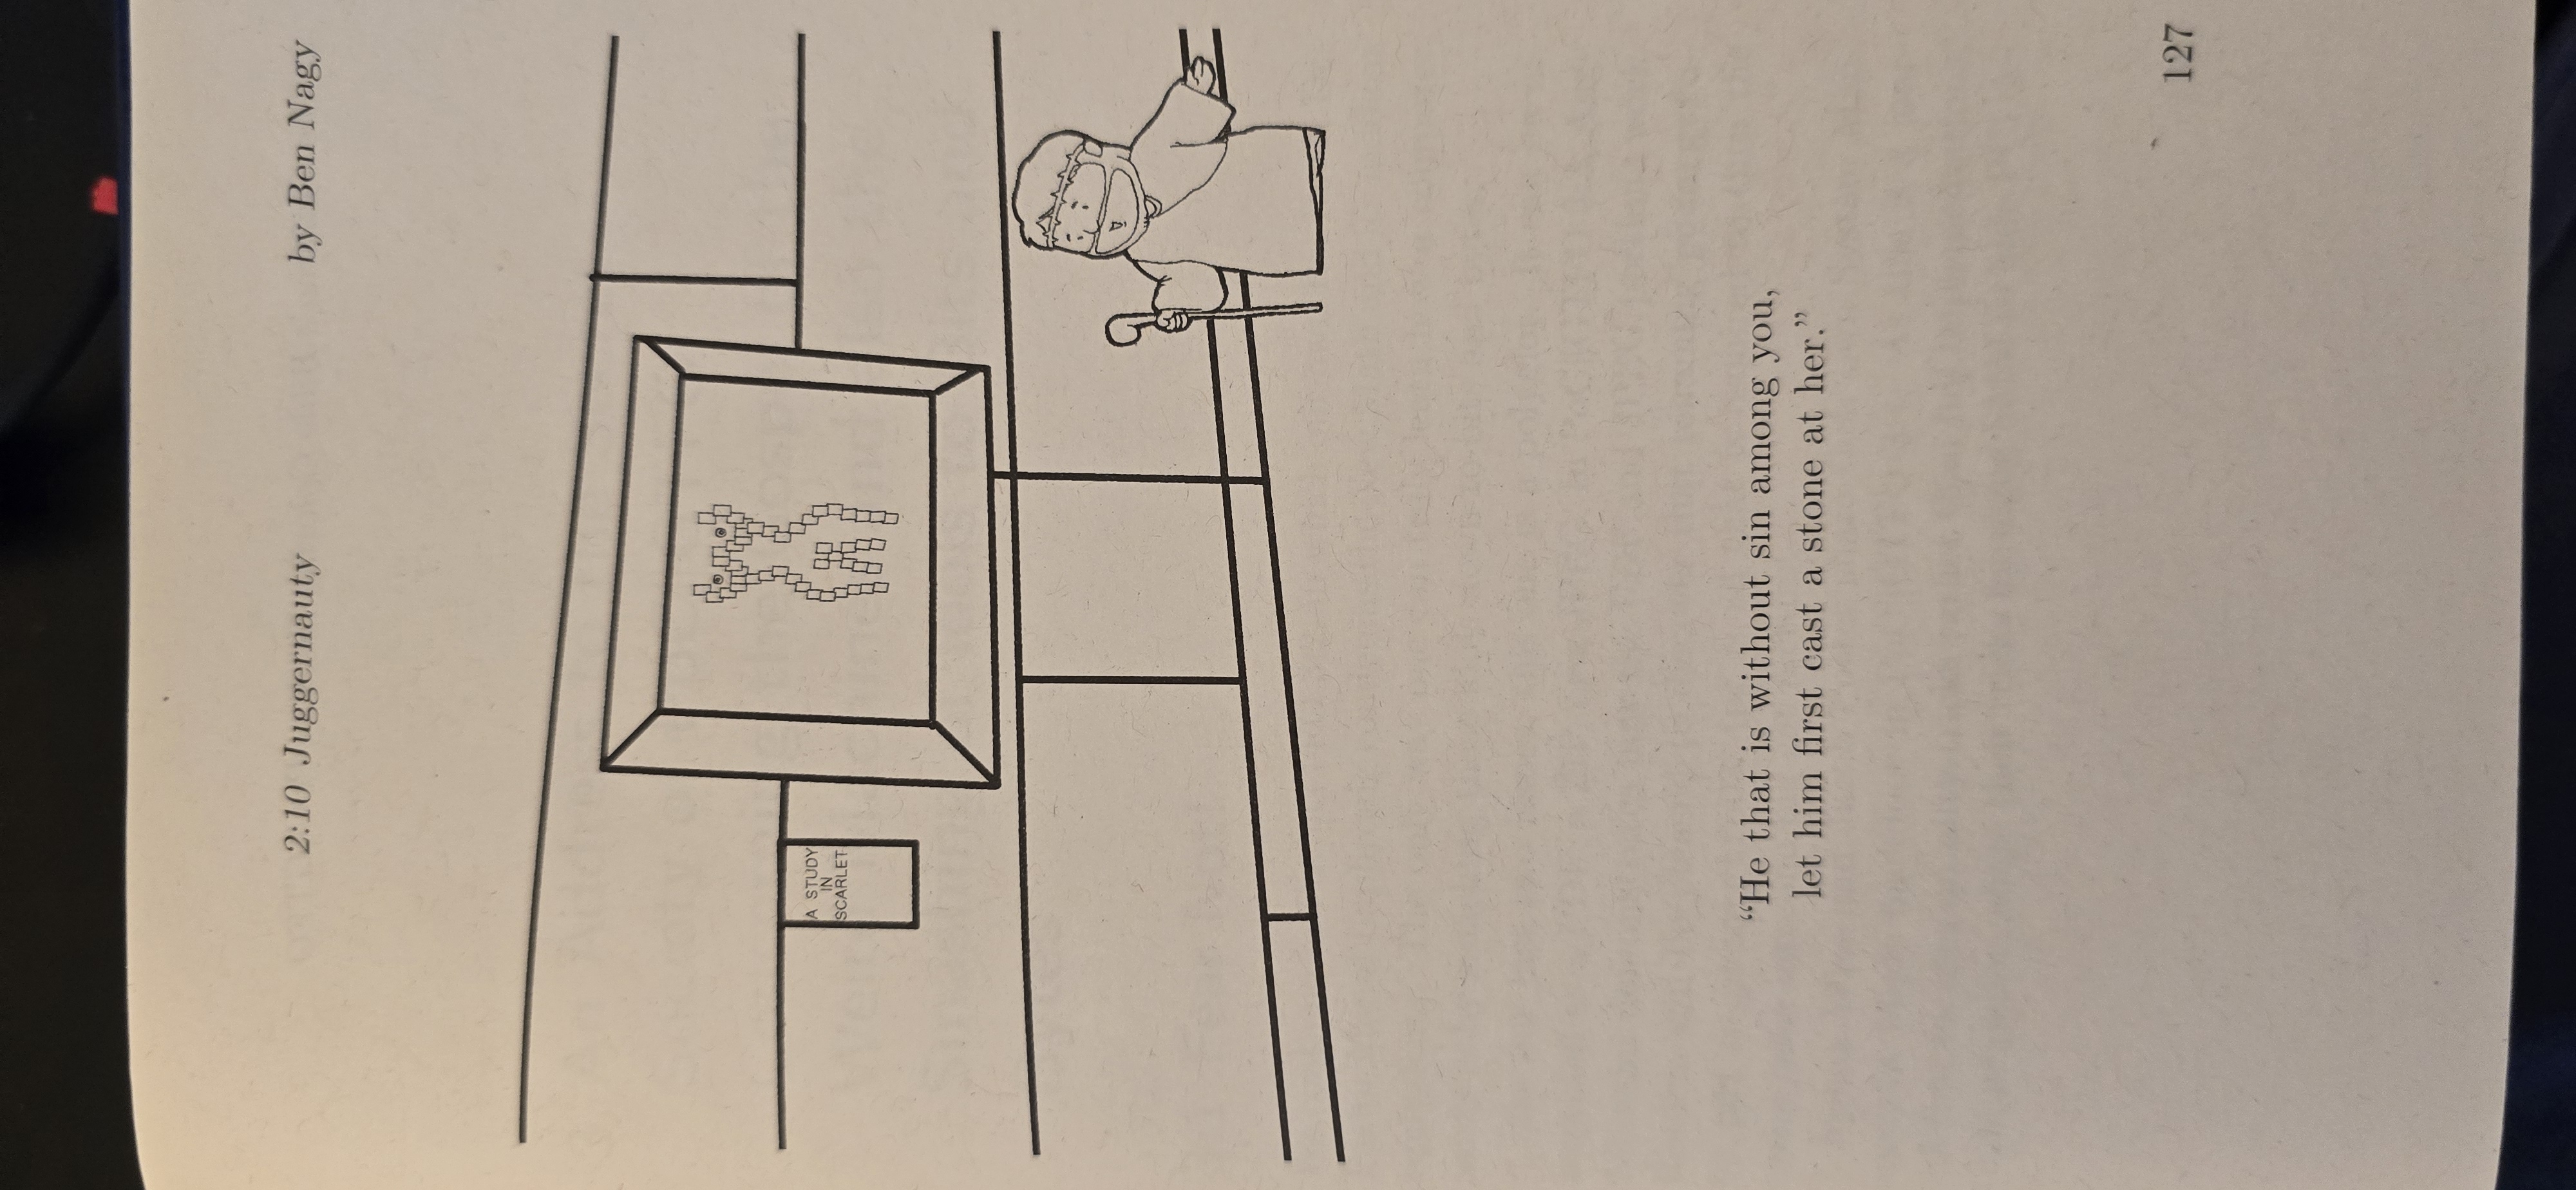 2:10 Juggernauty by Ben Nagy
A STUDY
IN
SCARLET
“He that is without sin among you,
let him first cast a stone at her.”
127